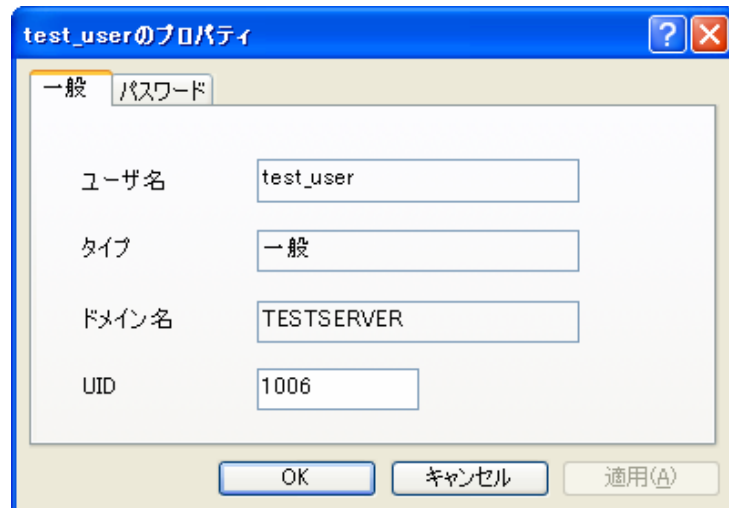 test_userのプロパティ
一般 パスワード
ユーザ名 test_user
タイプ 一般
ドメイン名 TESTSERVER
UID 1006
OK キャンセル 適用(A)